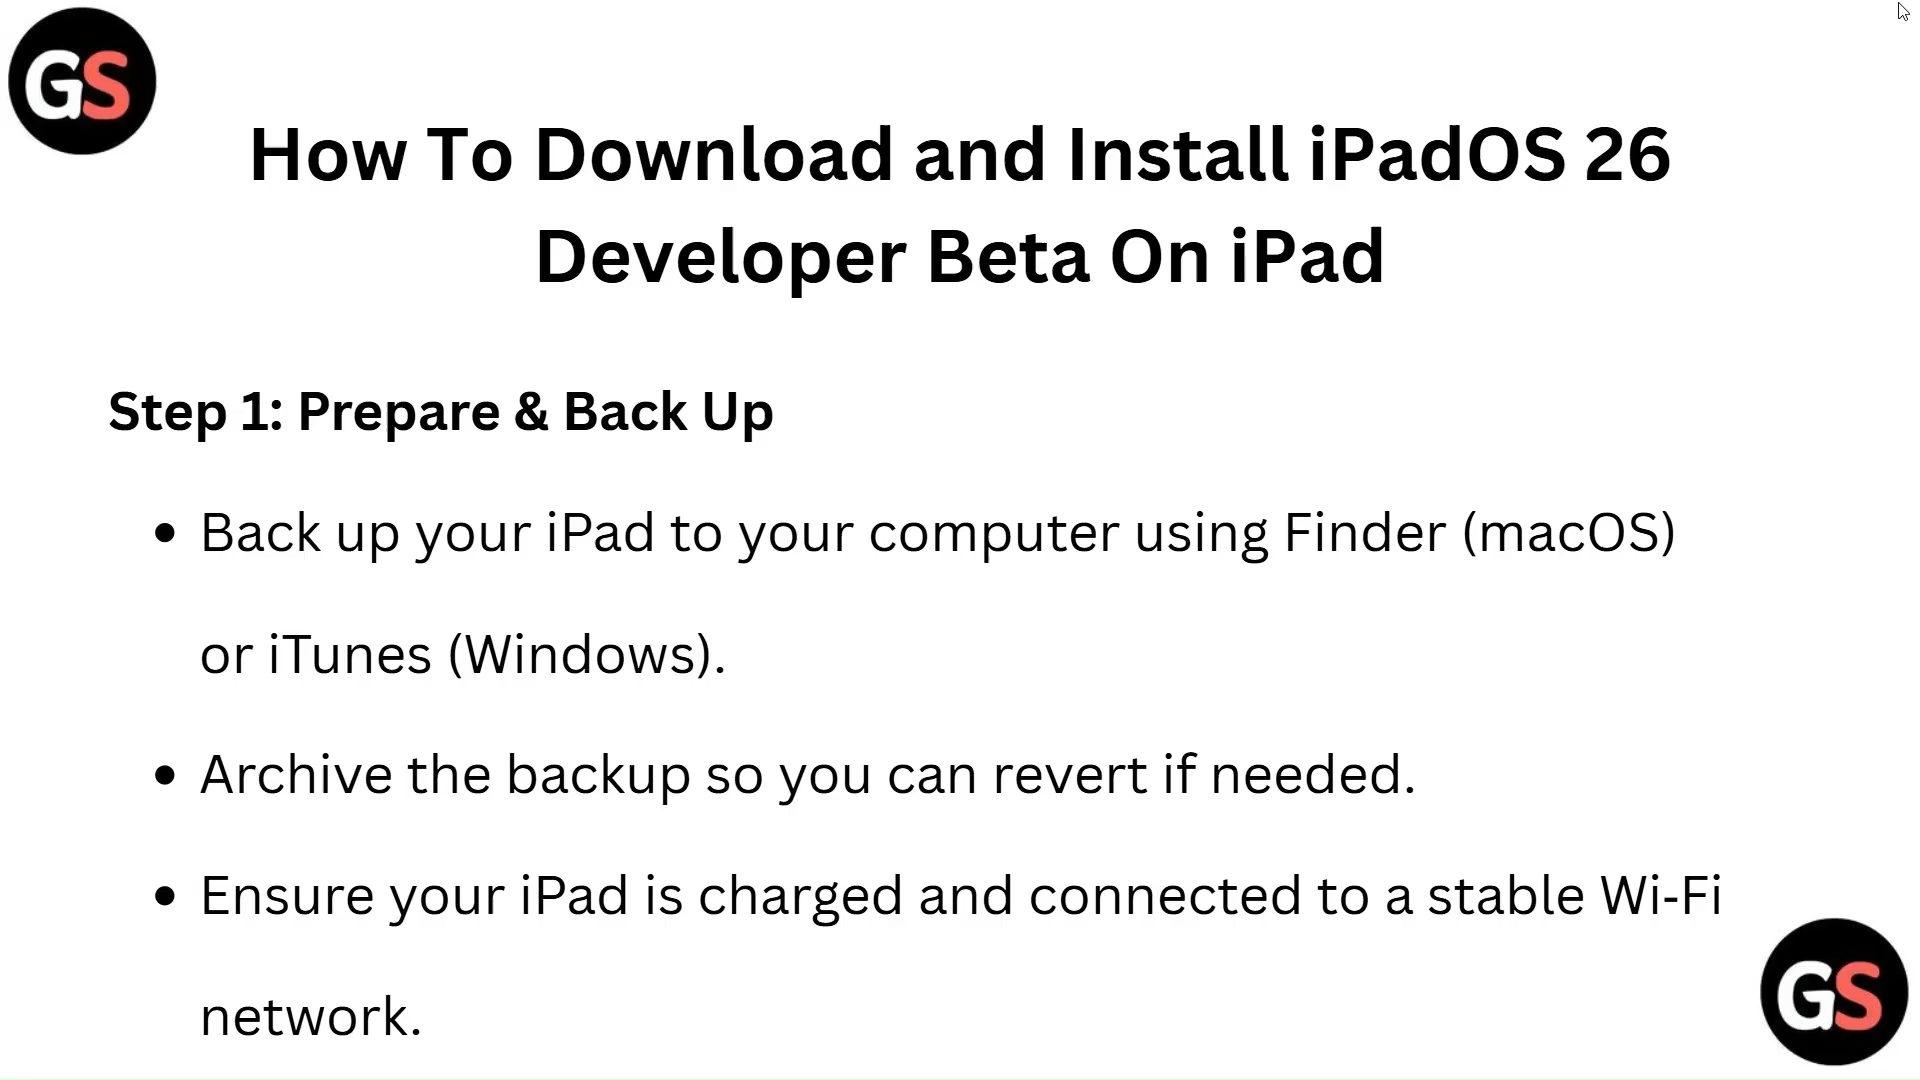 GS
How To Download and Install iPadOS 26
Developer Beta On iPad
Step 1: Prepare & Back Up
• Back up your iPad to your computer using Finder (macOS)
or iTunes (Windows).
• Archive the backup so you can revert if needed.
• Ensure your iPad is charged and connected to a stable Wi-Fi
network.
GS